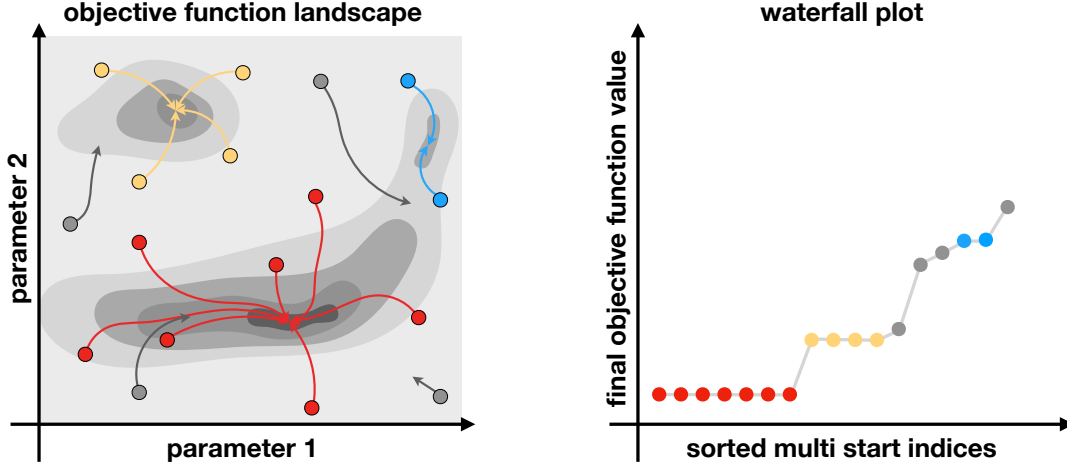 objective function landscape
parameter 2
parameter 1
waterfall plot
final objective function value
sorted multi start indices